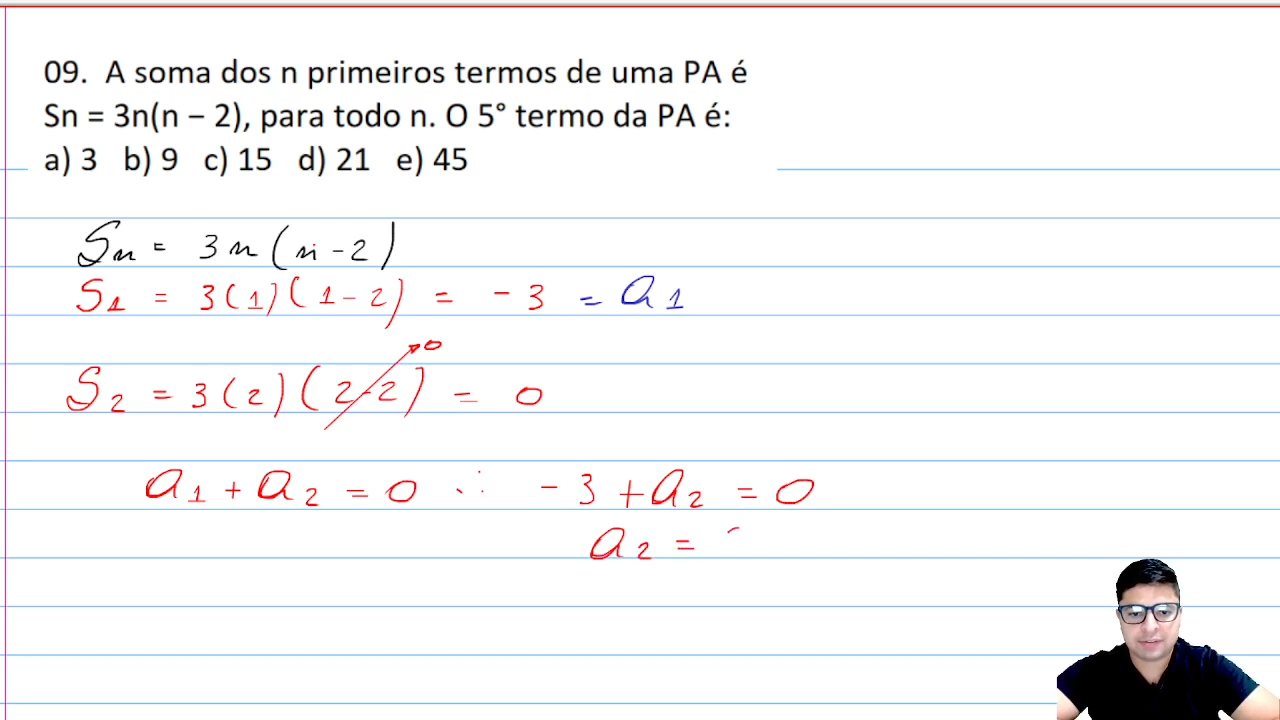 09. A soma dos n primeiros termos de uma PA é
Sn = 3n(n − 2), para todo n. O 5° termo da PA é:
a) 3 b) 9 c) 15 d) 21 e) 45
Sn = 3n(n-2)
S1 = 3(1)(1-2) = -3 = a1
0
S2 = 3(2)(2-2) = 0
a1 + a2 = 0 ∴ -3 + a2 = 0
a2 =